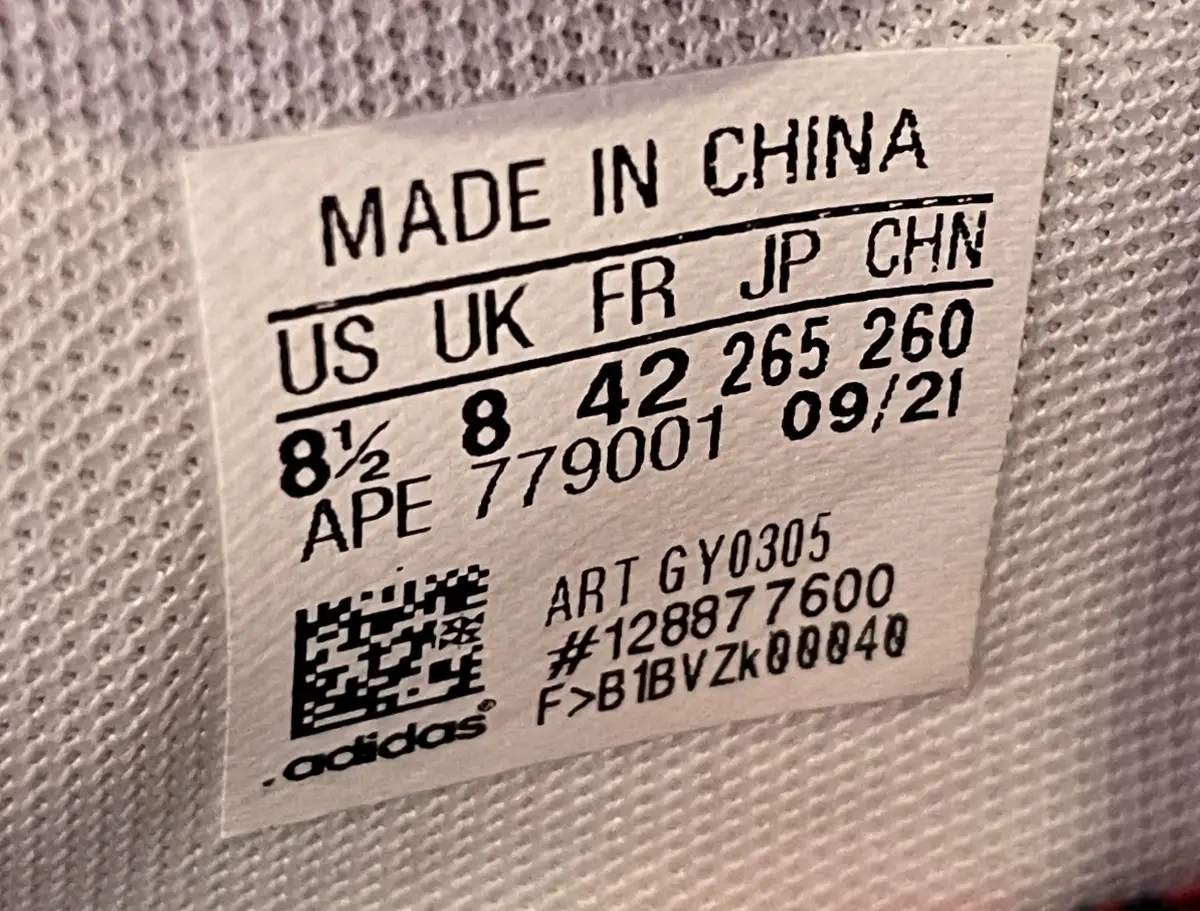 MADE IN CHINA
US UK FR JP CHN
8½ 8 42 265 260
APE 779001 09/21
ART GY0305
#128877600
F>B1BVZk00040
adidas®